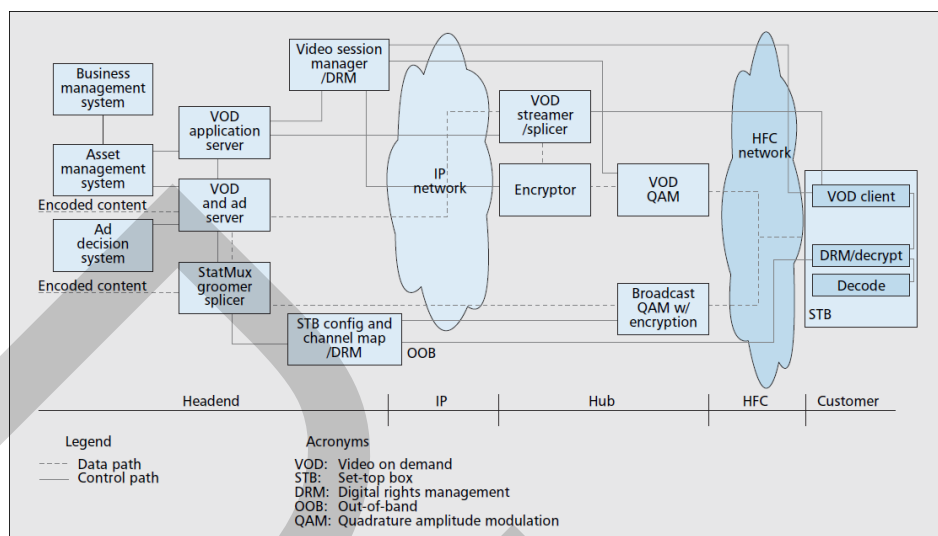 Video session
manager
/DRM
Business
management
system
VOD
application
server
Asset
management
system
Encoded content
VOD
and ad
server
Ad
decision
system
Encoded content
StatMux
groomer
splicer
STB config and
channel map
/DRM
OOB
IP
network
VOD
streamer
/splicer
Encryptor
VOD
QAM
Broadcast
QAM w/
encryption
HFC
network
VOD client
DRM/decrypt
Decode
STB
Headend
IP
Hub
HFC
Customer
Legend
Data path
Control path
Acronyms
VOD: Video on demand
STB: Set-top box
DRM: Digital rights management
OOB: Out-of-band
QAM: Quadrature amplitude modulation